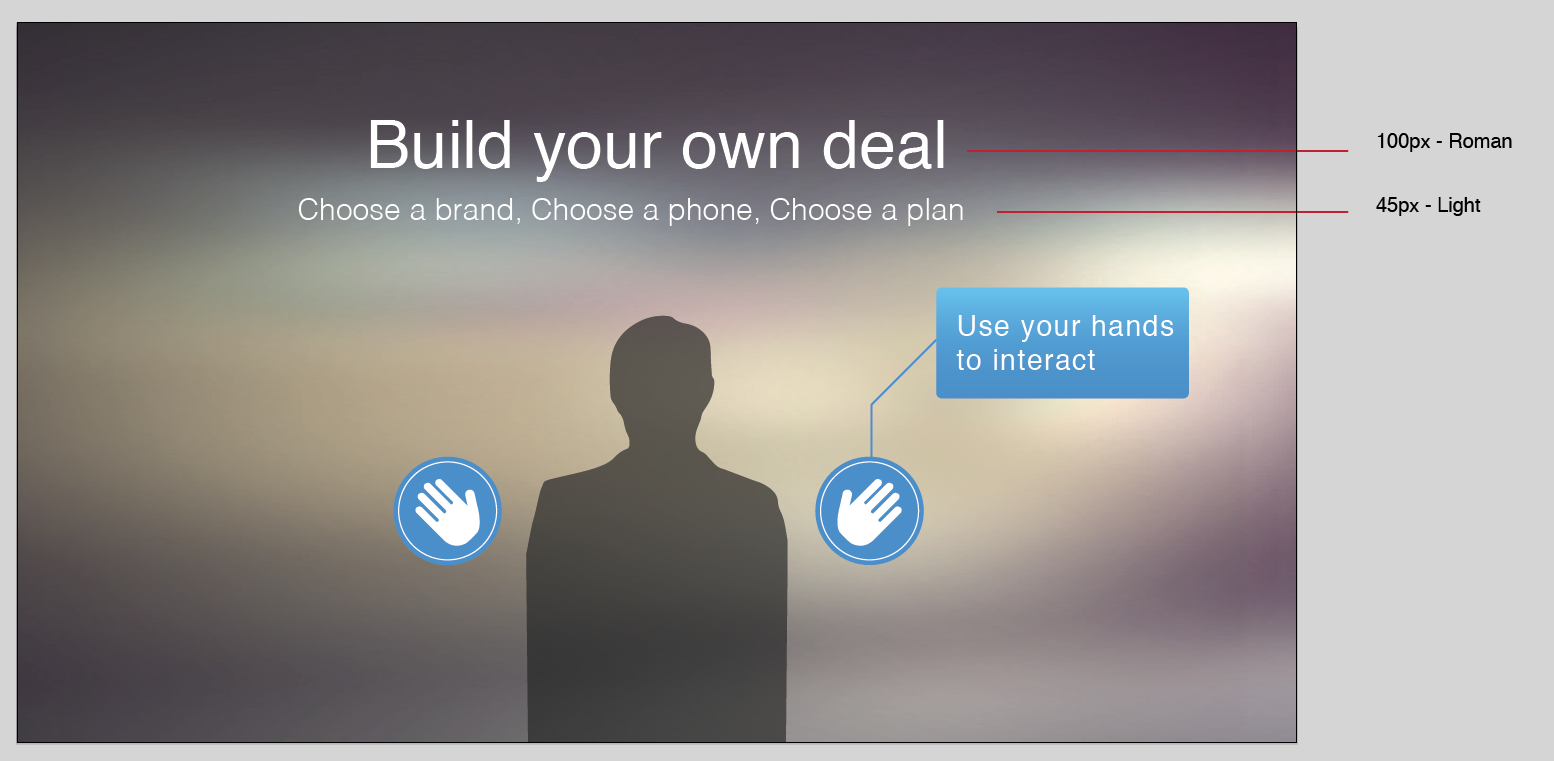 Build your own deal
100px - Roman
Choose a brand, Choose a phone, Choose a plan
45px - Light
Use your hands
to interact